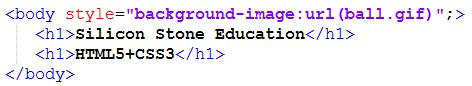 <body style="background-image:url(ball.gif)";>
<h1>Silicon Stone Education</h1>
<h1>HTML5+CSS3</h1>
</body>